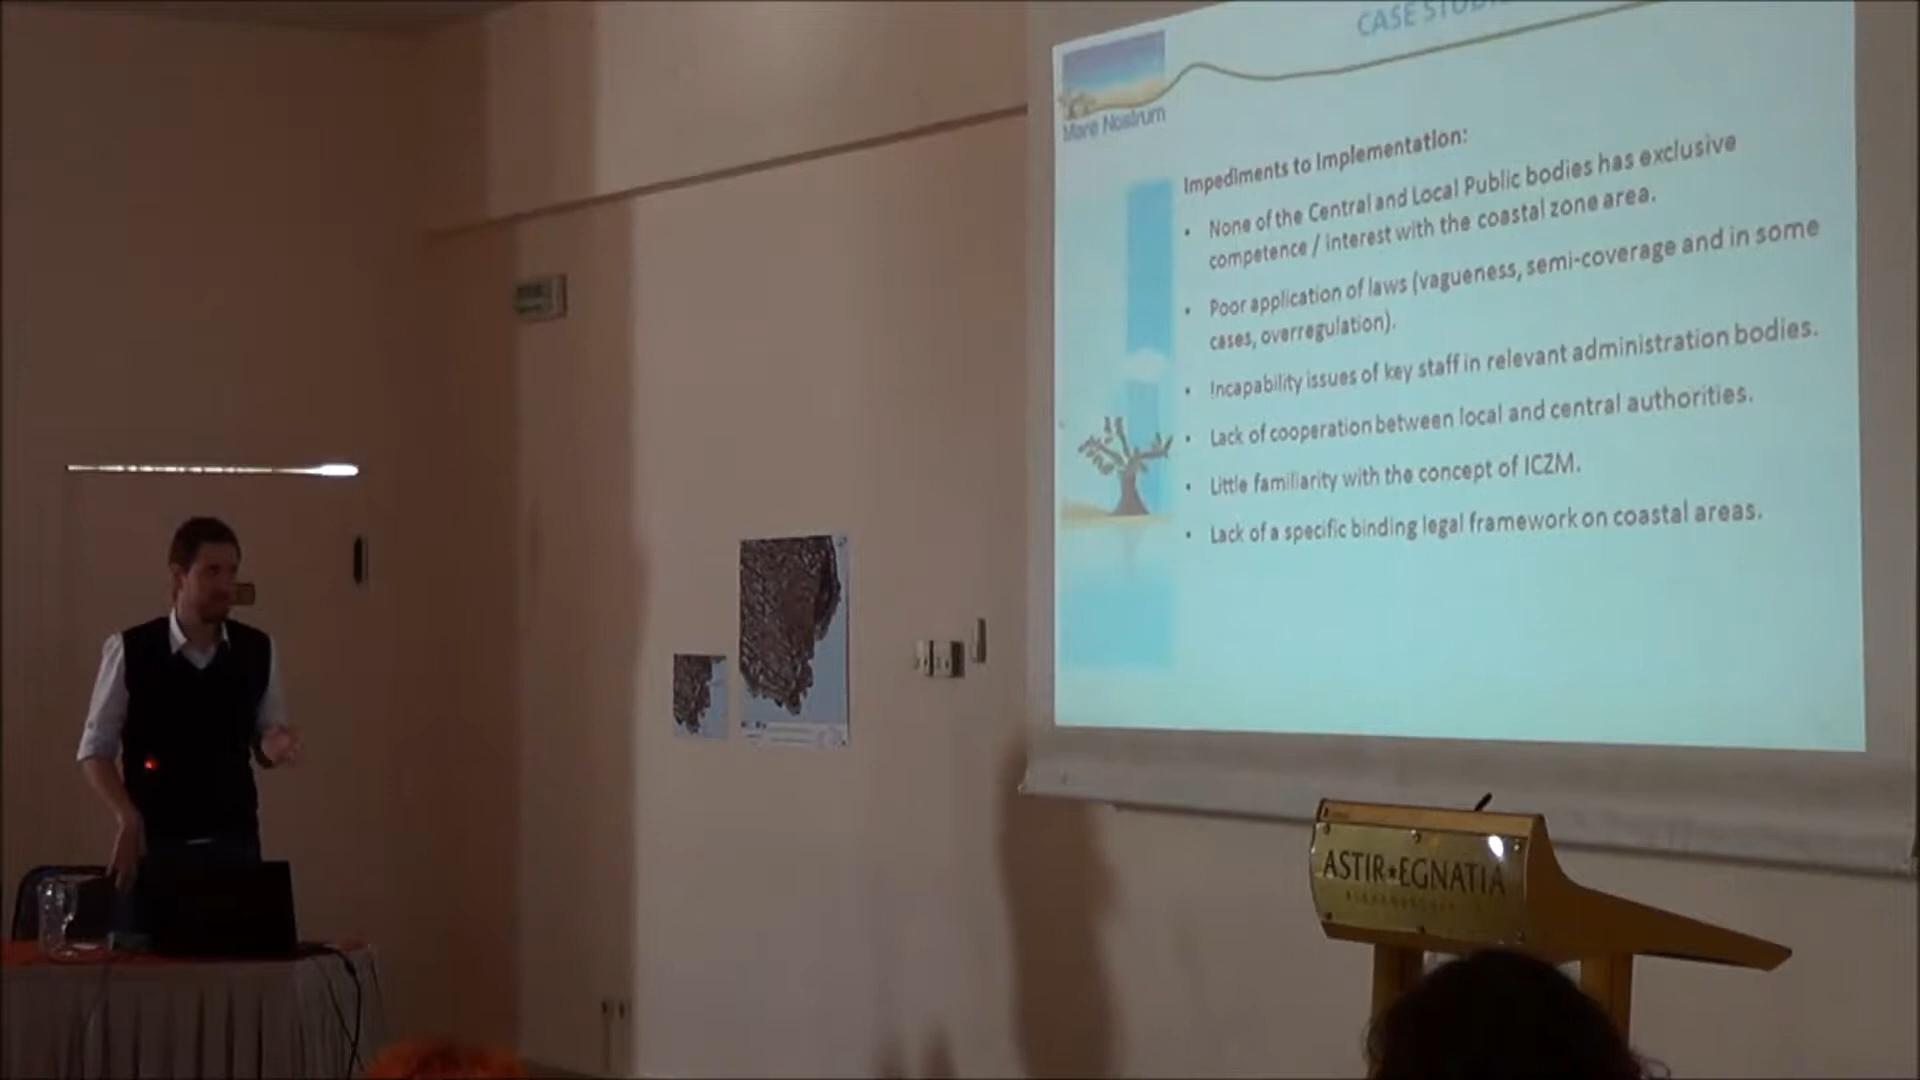 CASE STUDI
Mare Nostrum
Impediments to Implementation:
• None of the Central and Local Public bodies has exclusive
competence / interest with the coastal zone area.
• Poor application of laws (vagueness, semi-coverage and in some
cases, overregulation).
• Incapability issues of key staff in relevant administration bodies.
• Lack of cooperation between local and central authorities.
• Little familiarity with the concept of ICZM.
• Lack of a specific binding legal framework on coastal areas.
ASTIR★EGNATIA